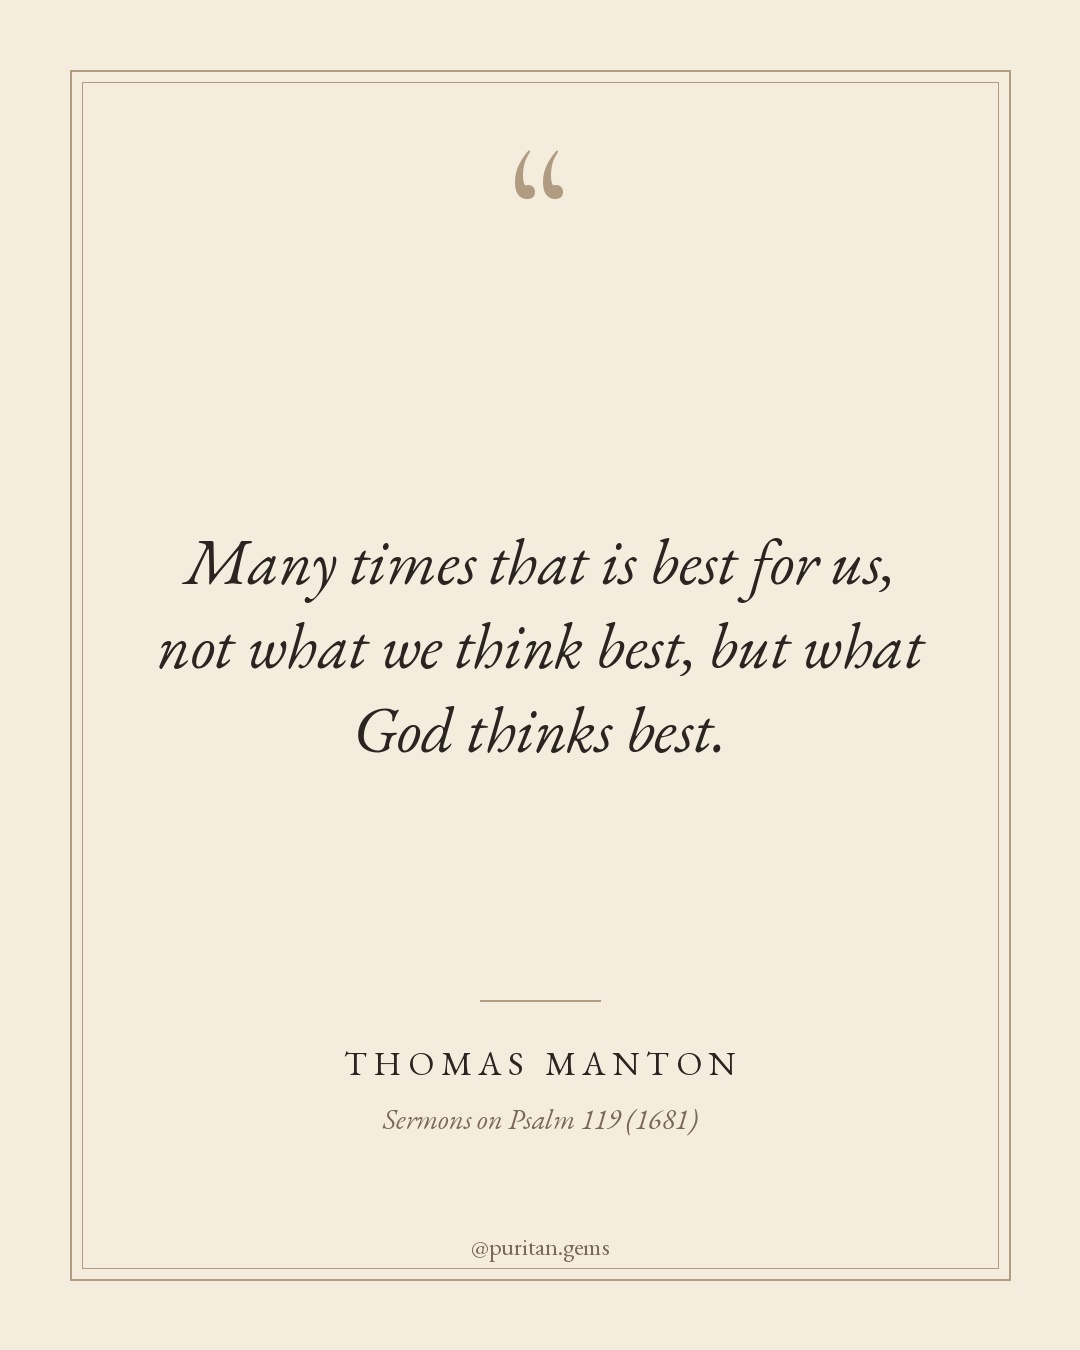 “
Many times that is best for us,
not what we think best, but what
God thinks best.
THOMAS MANTON
Sermons on Psalm 119 (1681)
@puritan.gems